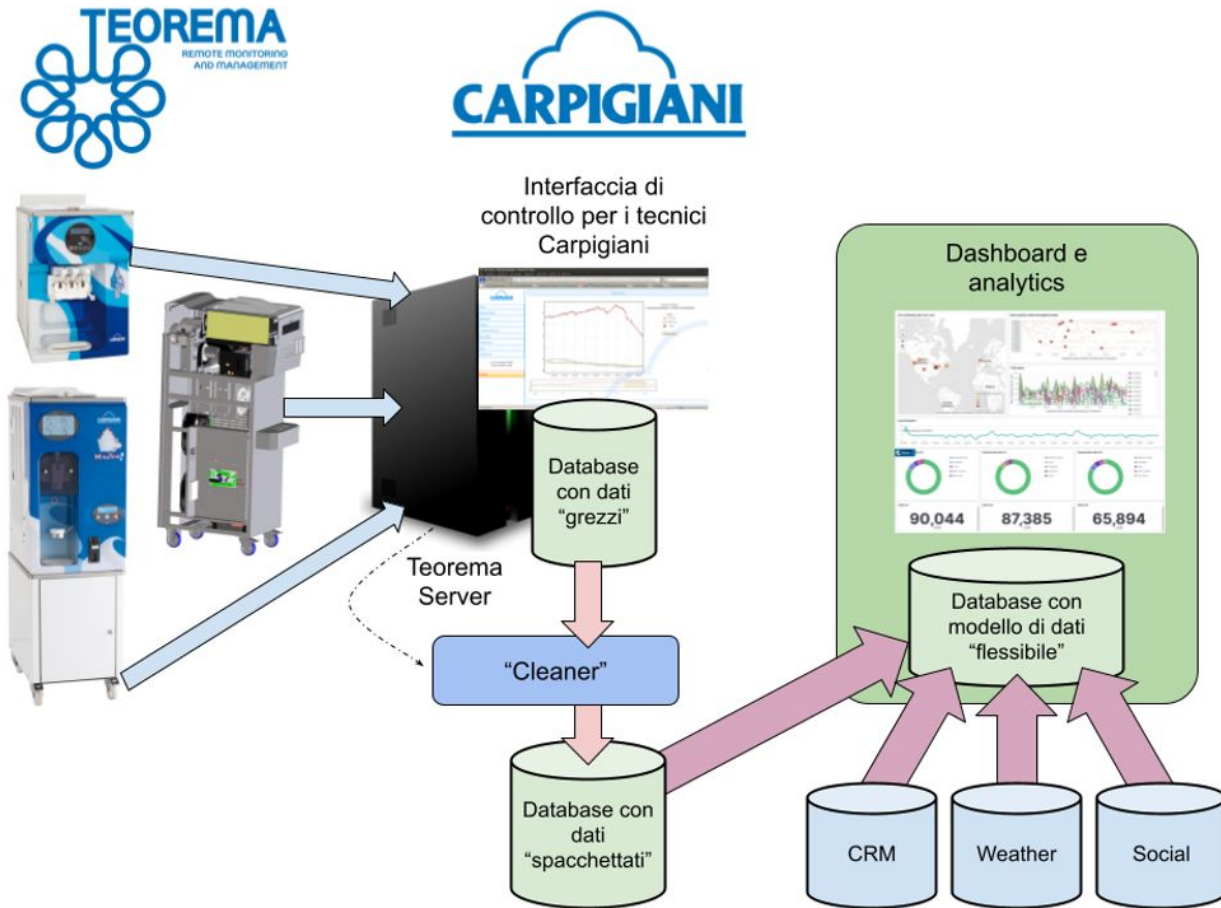 TEOREMA
REMOTE MONITORING
AND MANAGEMENT
CARPIGIANI
Interfaccia di
controllo per i tecnici
Carpigiani
Dashboard e
analytics
Database
con dati
“grezzi”
90,044
87,385
65,894
Teorema
Server
Database con
modello di dati
“flessibile”
“Cleaner”
Database con
dati
“spacchettati”
CRM
Weather
Social